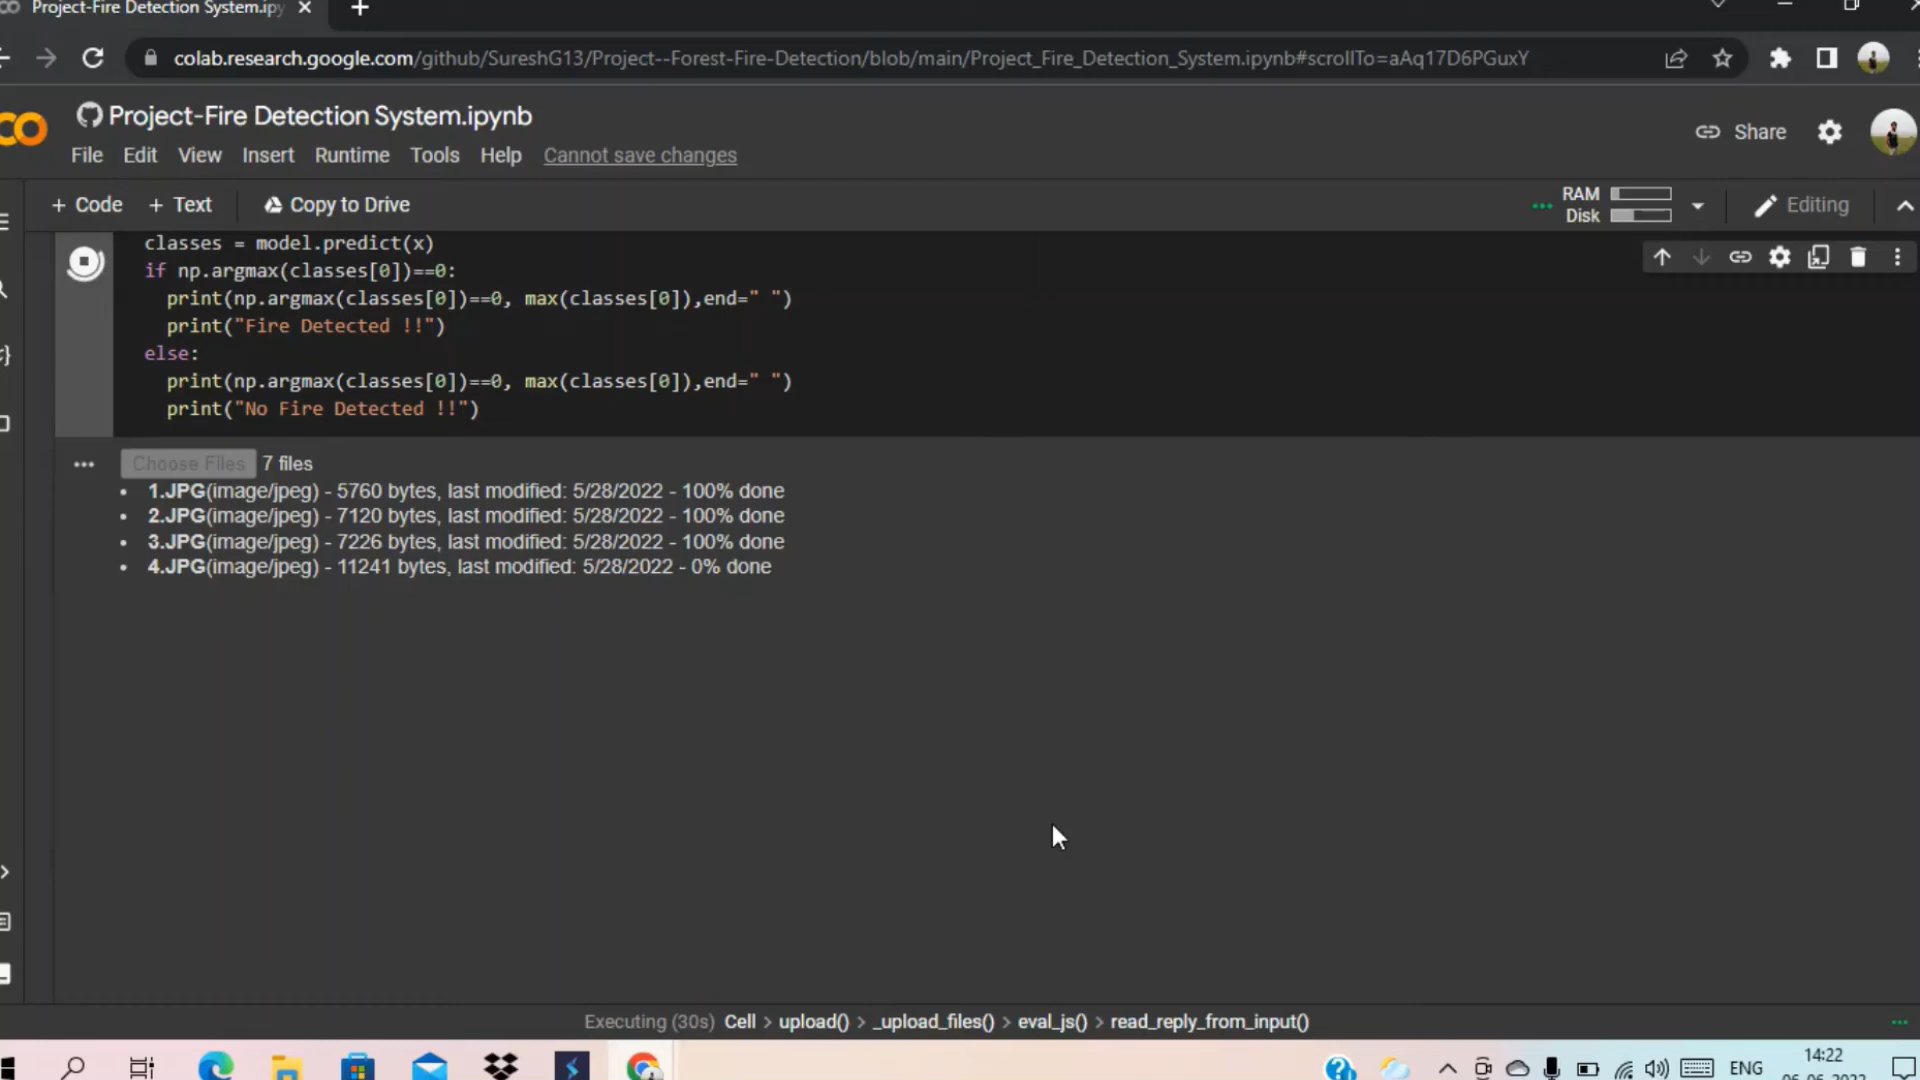 Project-Fire Detection System.ipy
colab.research.google.com/github/SureshG13/Project--Forest-Fire-Detection/blob/main/Project_Fire_Detection_System.ipynb#scrollTo=aAq17D6PGuxY
Project-Fire Detection System.ipynb
File Edit View Insert Runtime Tools Help Cannot save changes
Share
+ Code + Text Copy to Drive
RAM
Disk
Editing
classes = model.predict(x)
if np.argmax(classes[0])==0:
print(np.argmax(classes[0])==0, max(classes[0]),end=" ")
print("Fire Detected !!")
else:
print(np.argmax(classes[0])==0, max(classes[0]),end=" ")
print("No Fire Detected !!")
Choose Files 7 files
• 1.JPG(image/jpeg) - 5760 bytes, last modified: 5/28/2022 - 100% done
• 2.JPG(image/jpeg) - 7120 bytes, last modified: 5/28/2022 - 100% done
• 3.JPG(image/jpeg) - 7226 bytes, last modified: 5/28/2022 - 100% done
• 4.JPG(image/jpeg) - 11241 bytes, last modified: 5/28/2022 - 0% done
Executing (30s) Cell > upload() > _upload_files() > eval_js() > read_reply_from_input()
ENG
14:22